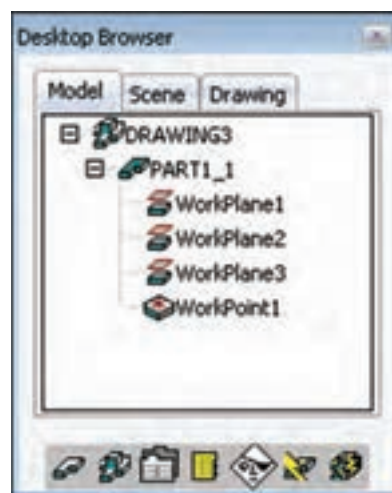 Desktop Browser
Model Scene Drawing
DRAWING3
PART1_1
WorkPlane1
WorkPlane2
WorkPlane3
WorkPoint1